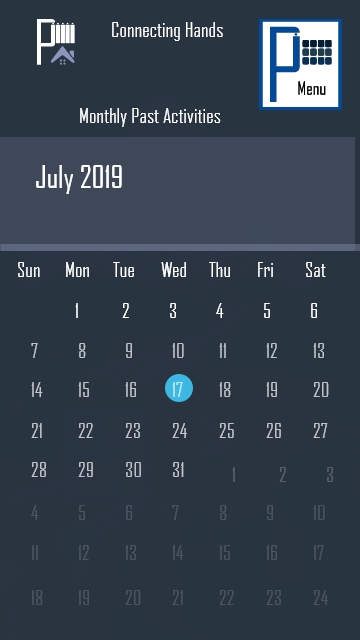 Connecting Hands
Menu
Monthly Past Activities
July 2019
Sun Mon Tue Wed Thu Fri Sat
1 2 3 4 5 6
7 8 9 10 11 12 13
14 15 16 17 18 19 20
21 22 23 24 25 26 27
28 29 30 31 1 2 3
4 5 6 7 8 9 10
11 12 13 14 15 16 17
18 19 20 21 22 23 24